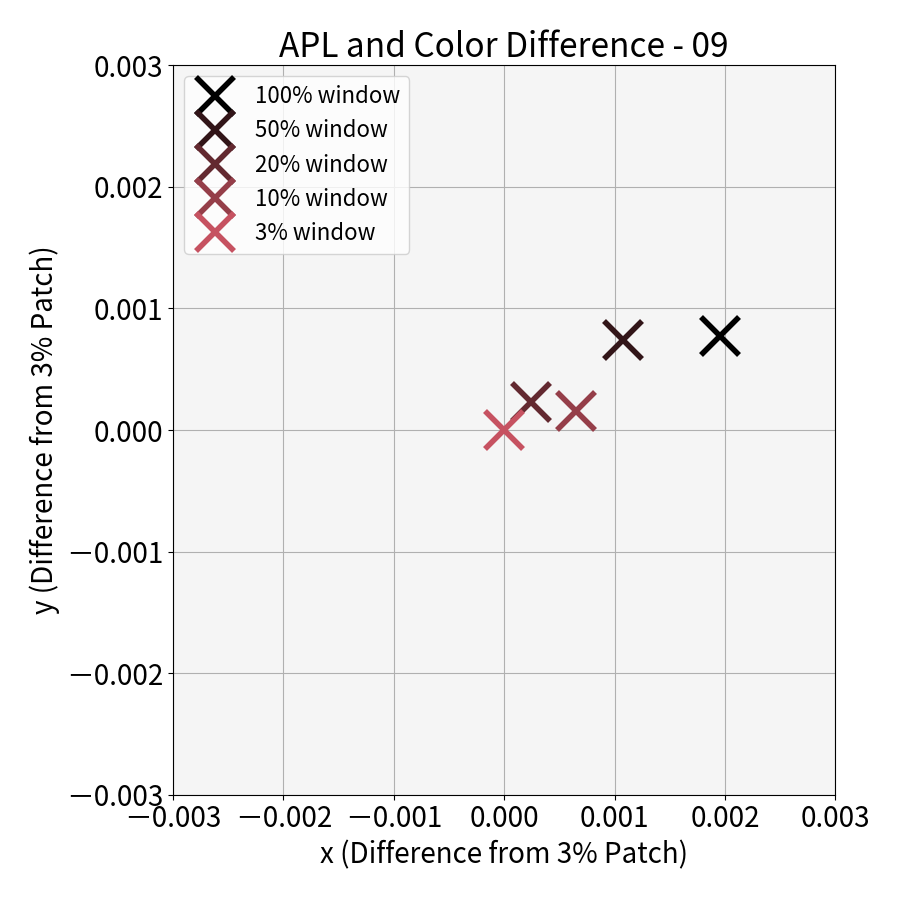 APL and Color Difference - 09
100% window
50% window
20% window
10% window
3% window
y (Difference from 3% Patch)
0.003
0.002
0.001
0.000
−0.001
−0.002
−0.003
−0.003 −0.002 −0.001 0.000 0.001 0.002 0.003
x (Difference from 3% Patch)